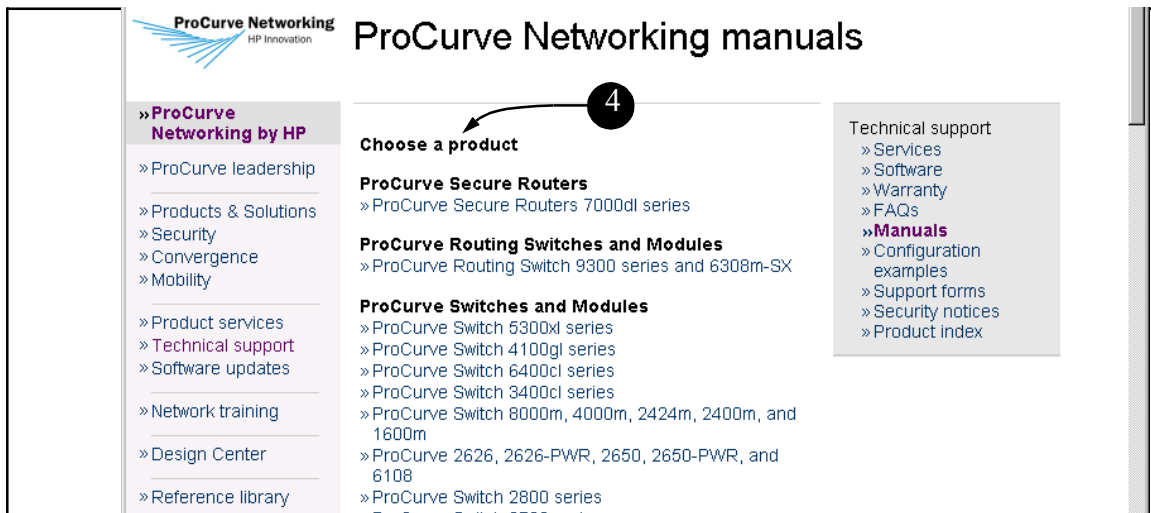 ProCurve Networking
HP Innovation
ProCurve Networking manuals
»ProCurve
Networking by HP
»ProCurve leadership
»Products & Solutions
»Security
»Convergence
»Mobility
»Product services
»Technical support
»Software updates
»Network training
»Design Center
»Reference library
4
Choose a product
ProCurve Secure Routers
»ProCurve Secure Routers 7000dl series
ProCurve Routing Switches and Modules
»ProCurve Routing Switch 9300 series and 6308m-SX
ProCurve Switches and Modules
»ProCurve Switch 5300xl series
»ProCurve Switch 4100gl series
»ProCurve Switch 6400cl series
»ProCurve Switch 3400cl series
»ProCurve Switch 8000m, 4000m, 2424m, 2400m, and
1600m
»ProCurve 2626, 2626-PWR, 2650, 2650-PWR, and
6108
»ProCurve Switch 2800 series
Technical support
»Services
»Software
»Warranty
»FAQs
»Manuals
»Configuration
examples
»Support forms
»Security notices
»Product index